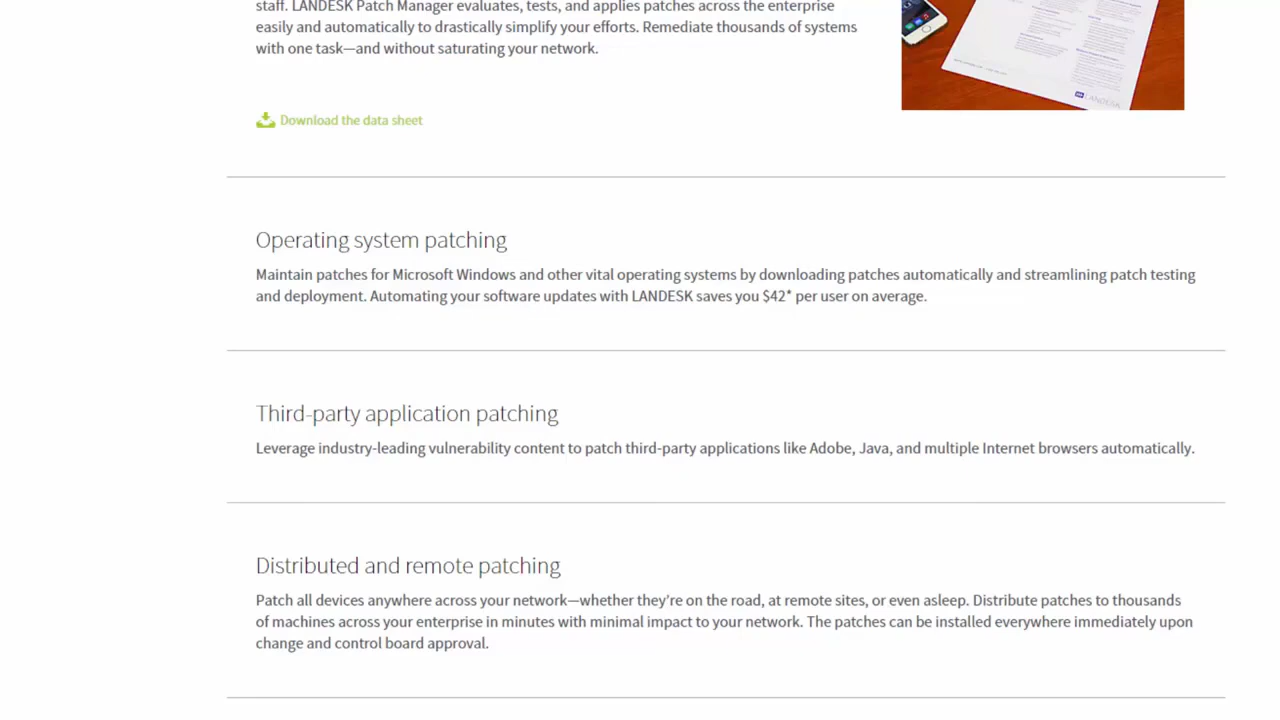 staff. LANDESK Patch Manager evaluates, tests, and applies patches across the enterprise
easily and automatically to drastically simplify your efforts. Remediate thousands of systems
with one task—and without saturating your network.
LANDESK
Download the data sheet
Operating system patching
Maintain patches for Microsoft Windows and other vital operating systems by downloading patches automatically and streamlining patch testing
and deployment. Automating your software updates with LANDESK saves you $42* per user on average.
Third-party application patching
Leverage industry-leading vulnerability content to patch third-party applications like Adobe, Java, and multiple Internet browsers automatically.
Distributed and remote patching
Patch all devices anywhere across your network—whether they're on the road, at remote sites, or even asleep. Distribute patches to thousands
of machines across your enterprise in minutes with minimal impact to your network. The patches can be installed everywhere immediately upon
change and control board approval.